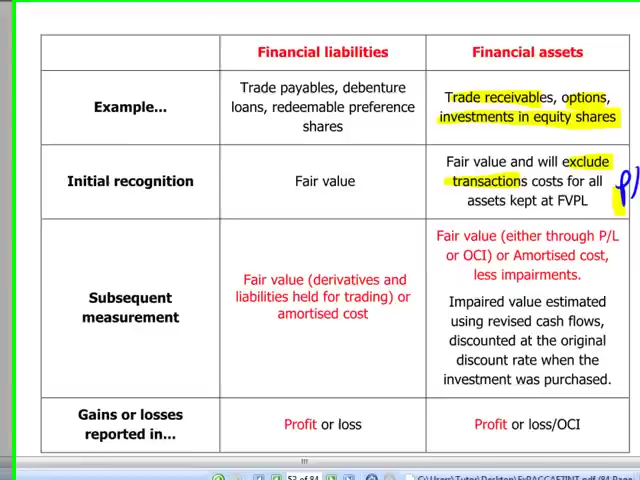 Financial liabilities
Financial assets
Example...
Trade payables, debenture
loans, redeemable preference
shares
Trade receivables, options,
investments in equity shares
Initial recognition
Fair value
Fair value and will exclude
transactions costs for all
assets kept at FVPL
Subsequent
measurement
Fair value (derivatives and
liabilities held for trading) or
amortised cost
Fair value (either through P/L
or OCI) or Amortised cost,
less impairments.
Impaired value estimated
using revised cash flows,
discounted at the original
discount rate when the
investment was purchased.
Gains or losses
reported in...
Profit or loss
Profit or loss/OCI
53 of 84